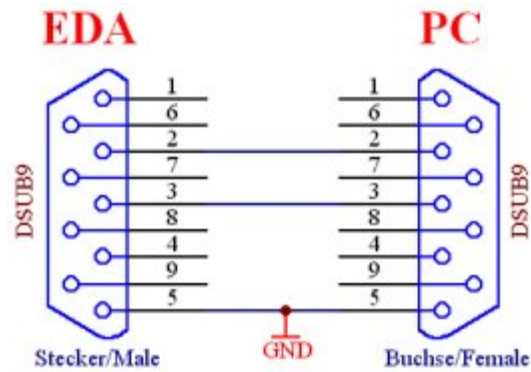 EDA PC
1 1
6 6
2 2
7 7
3 3
8 8
4 4
9 9
5 5
DSUB9 DSUB9
GND
Stecker/Male Buchse/Female